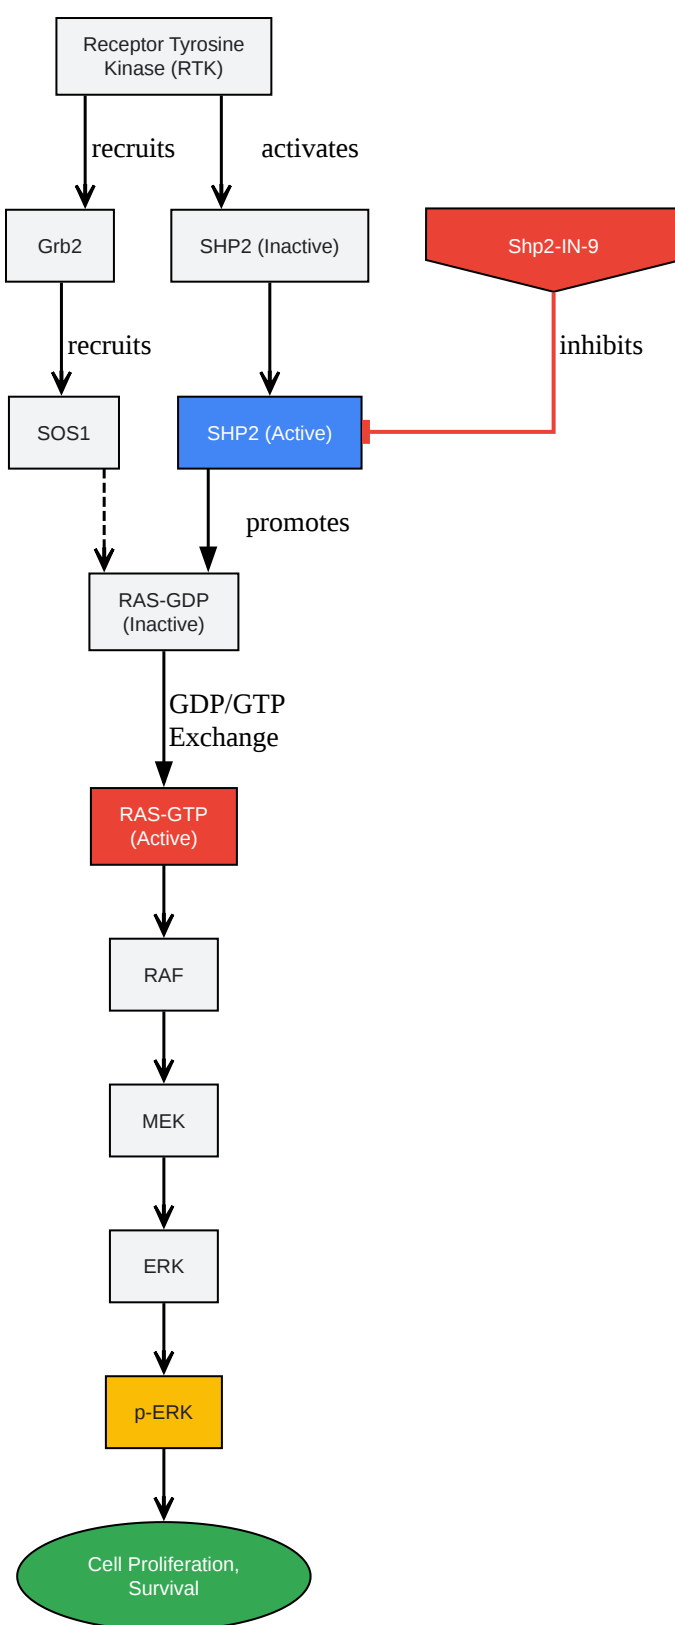 Receptor Tyrosine
Kinase (RTK)
recruits
activates
Grb2
SHP2 (Inactive)
Shp2-IN-9
recruits
inhibits
SOS1
SHP2 (Active)
promotes
RAS-GDP
(Inactive)
GDP/GTP
Exchange
RAS-GTP
(Active)
RAF
MEK
ERK
p-ERK
Cell Proliferation,
Survival